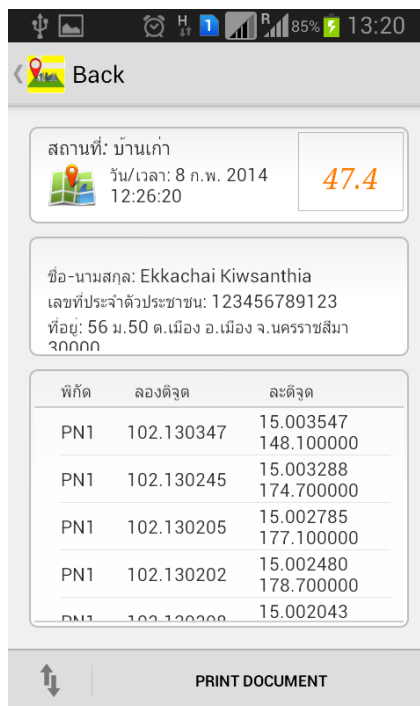 H R 1 85% 13:20
Back
สถานที่: บ้านเก่า
วัน/เวลา: 8 ก.พ. 2014
12:26:20
47.4
ชื่อ-นามสกุล: Ekkachai Kiwsanthia
เลขที่ประจำตัวประชาชน: 123456789123
ที่อยู่: 56 ม.50 ต.เมือง อ.เมือง จ.นครราชสีมา
30000
พิกัด ลองติจูต ละติจูต
PN1 102.130347 15.003547
148.100000
PN1 102.130245 15.003288
174.700000
PN1 102.130205 15.002785
177.100000
PN1 102.130202 15.002480
178.700000
PN1 15.002043
PRINT DOCUMENT